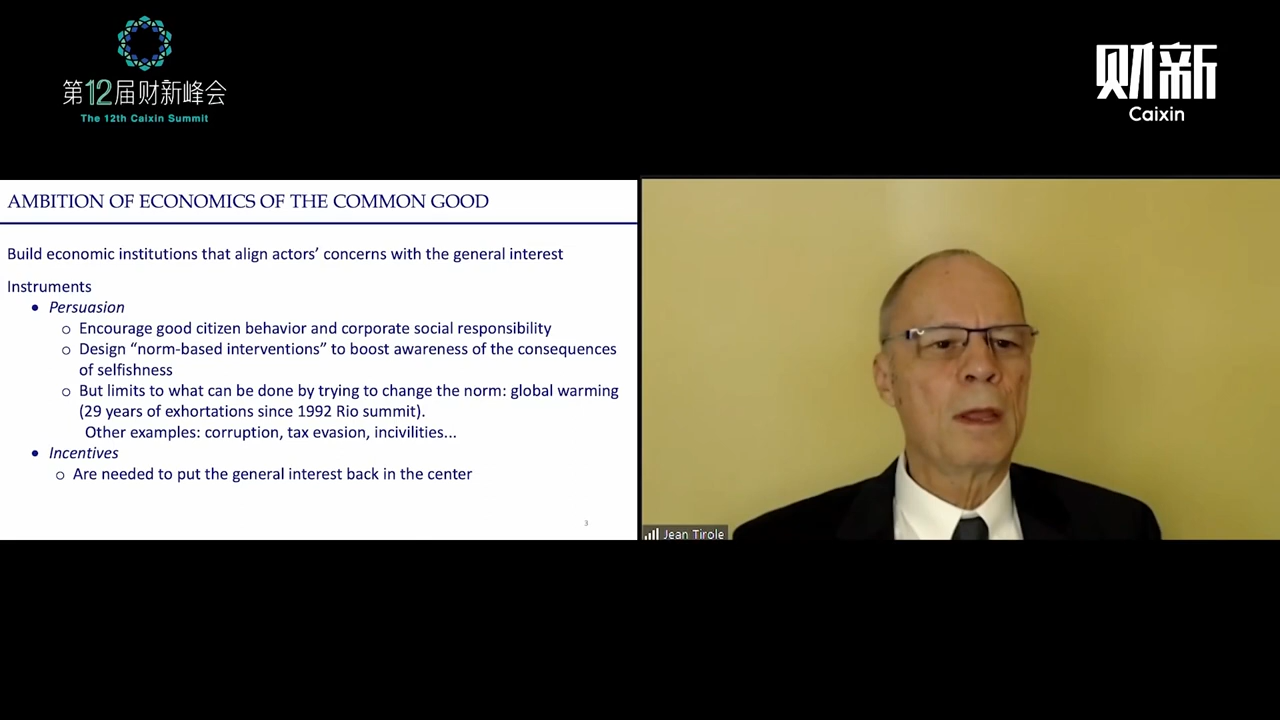 第12届财新峰会
The 12th Caixin Summit
财新
Caixin
AMBITION OF ECONOMICS OF THE COMMON GOOD
Build economic institutions that align actors’ concerns with the general interest
Instruments
• Persuasion
o Encourage good citizen behavior and corporate social responsibility
o Design “norm-based interventions” to boost awareness of the consequences
of selfishness
o But limits to what can be done by trying to change the norm: global warming
(29 years of exhortations since 1992 Rio summit).
Other examples: corruption, tax evasion, incivilities...
• Incentives
o Are needed to put the general interest back in the center
3
Jean Tirole